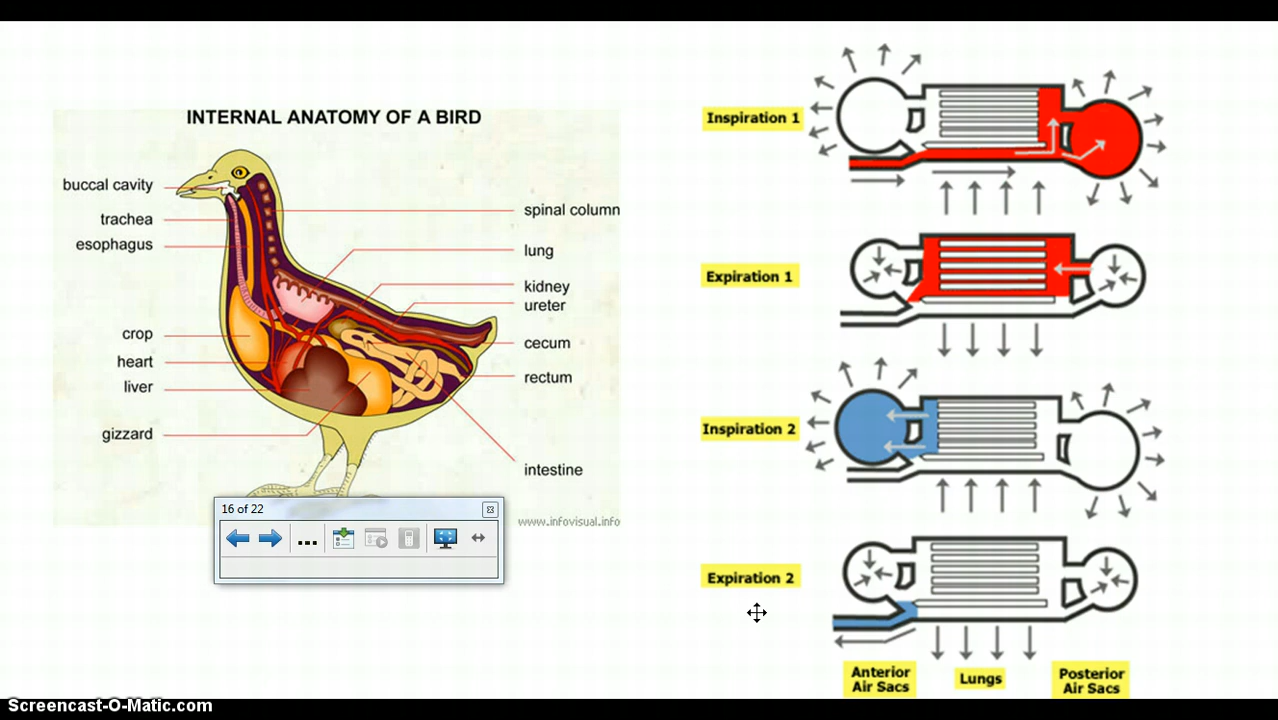 INTERNAL ANATOMY OF A BIRD
buccal cavity
trachea
esophagus
crop
heart
liver
gizzard
spinal column
lung
kidney
ureter
cecum
rectum
intestine
www.infovisual.info
16 of 22
Inspiration 1
Expiration 1
Inspiration 2
Expiration 2
Anterior
Air Sacs
Lungs
Posterior
Air Sacs
Screencast-O-Matic.com